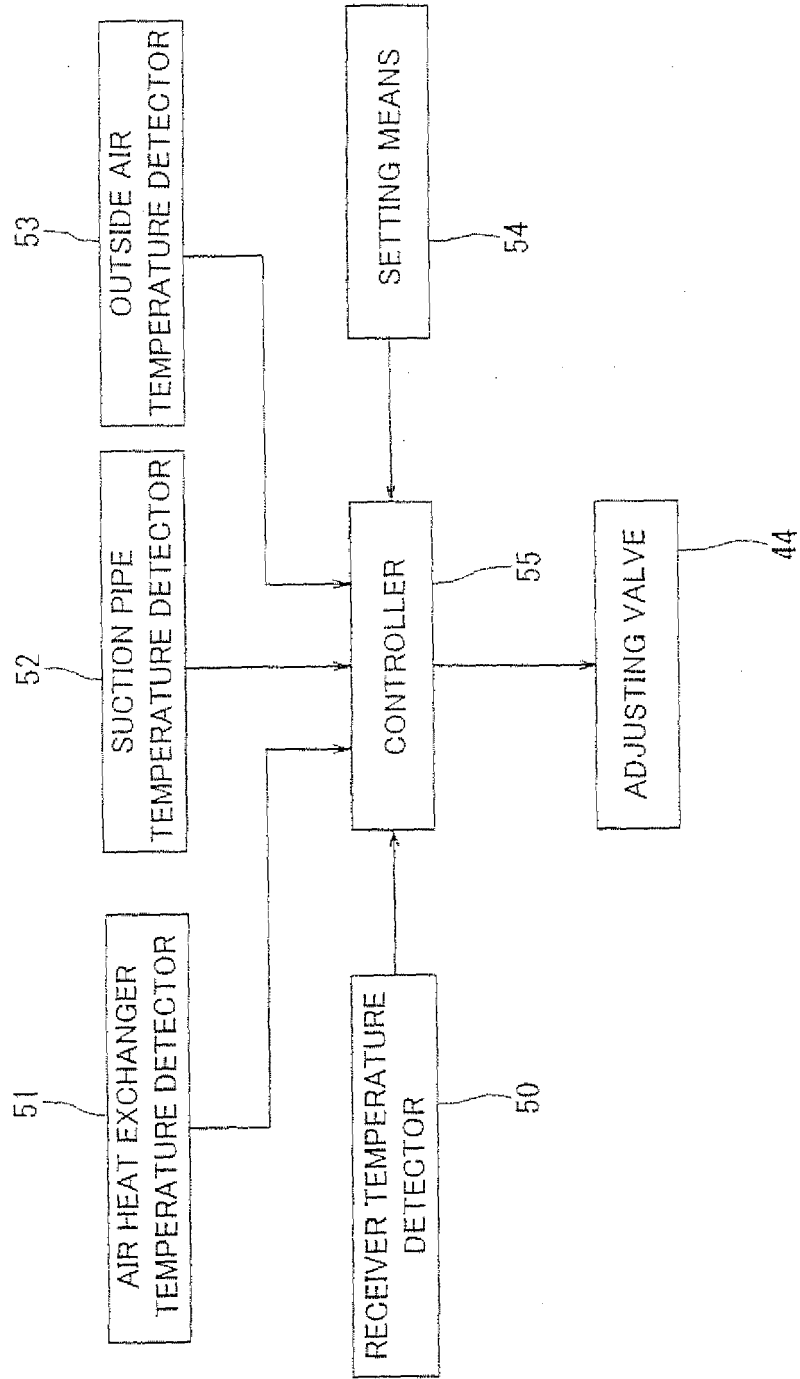 51
AIR HEAT EXCHANGER
TEMPERATURE DETECTOR
52
SUCTION PIPE
TEMPERATURE DETECTOR
53
OUTSIDE AIR
TEMPERATURE DETECTOR
RECEIVER TEMPERATURE
DETECTOR
50
CONTROLLER
55
SETTING MEANS
54
ADJUSTING VALVE
44